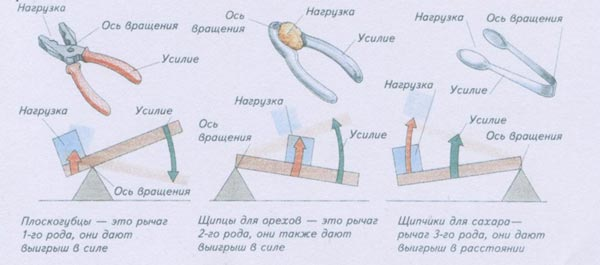 Нагрузка
Ось вращения
Усилие
Ось вращения
Нагрузка
Усилие
Нагрузка
Ось вращения
Усилие
Нагрузка
Усилие
Ось вращения
Ось вращения
Усилие
Нагрузка
Усилие
Ось вращения
Плоскогубцы — это рычаг
1-го рода, они дают
выигрыш в силе
Щипцы для орехов — это рычаг
2-го рода, они также дают
выигрыш в силе
Щипчики для сахара—
рычаг 3-го рода, они дают
выигрыш в расстоянии